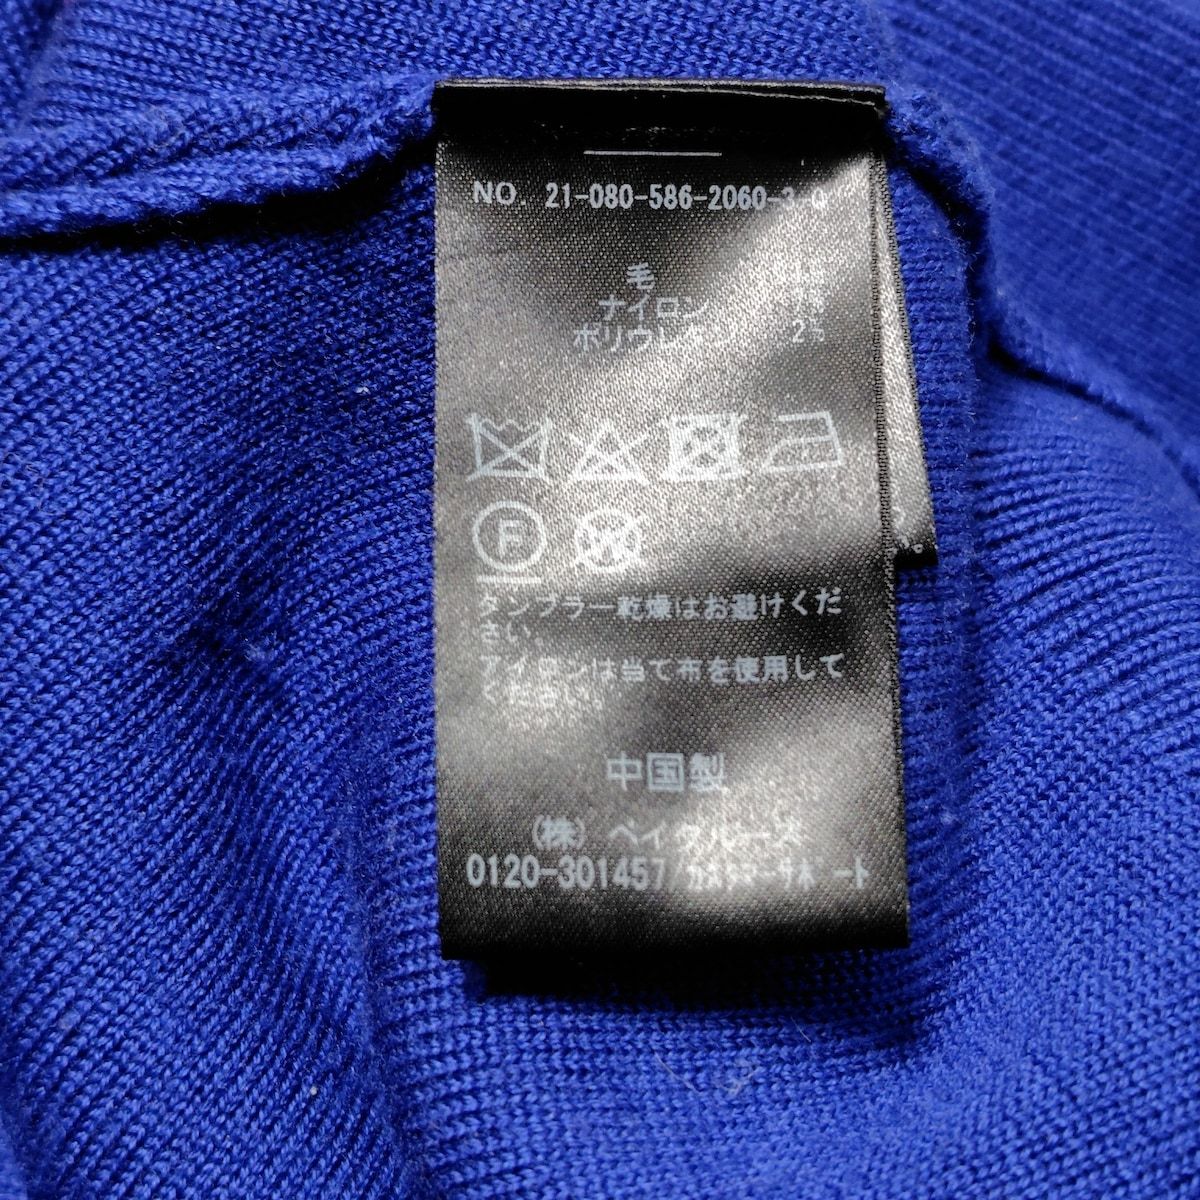 NO. 21-080-586-2060-3-0
毛
ナイロン
ポリウレタン 2%
F
W
タンブラー乾燥はお避けくだ
さい。
アイロンは当て布を使用して
ください。
中国製
(株) ベイクルーズ
0120-301457 ｶｽﾀﾏｰｻﾎﾟｰﾄ